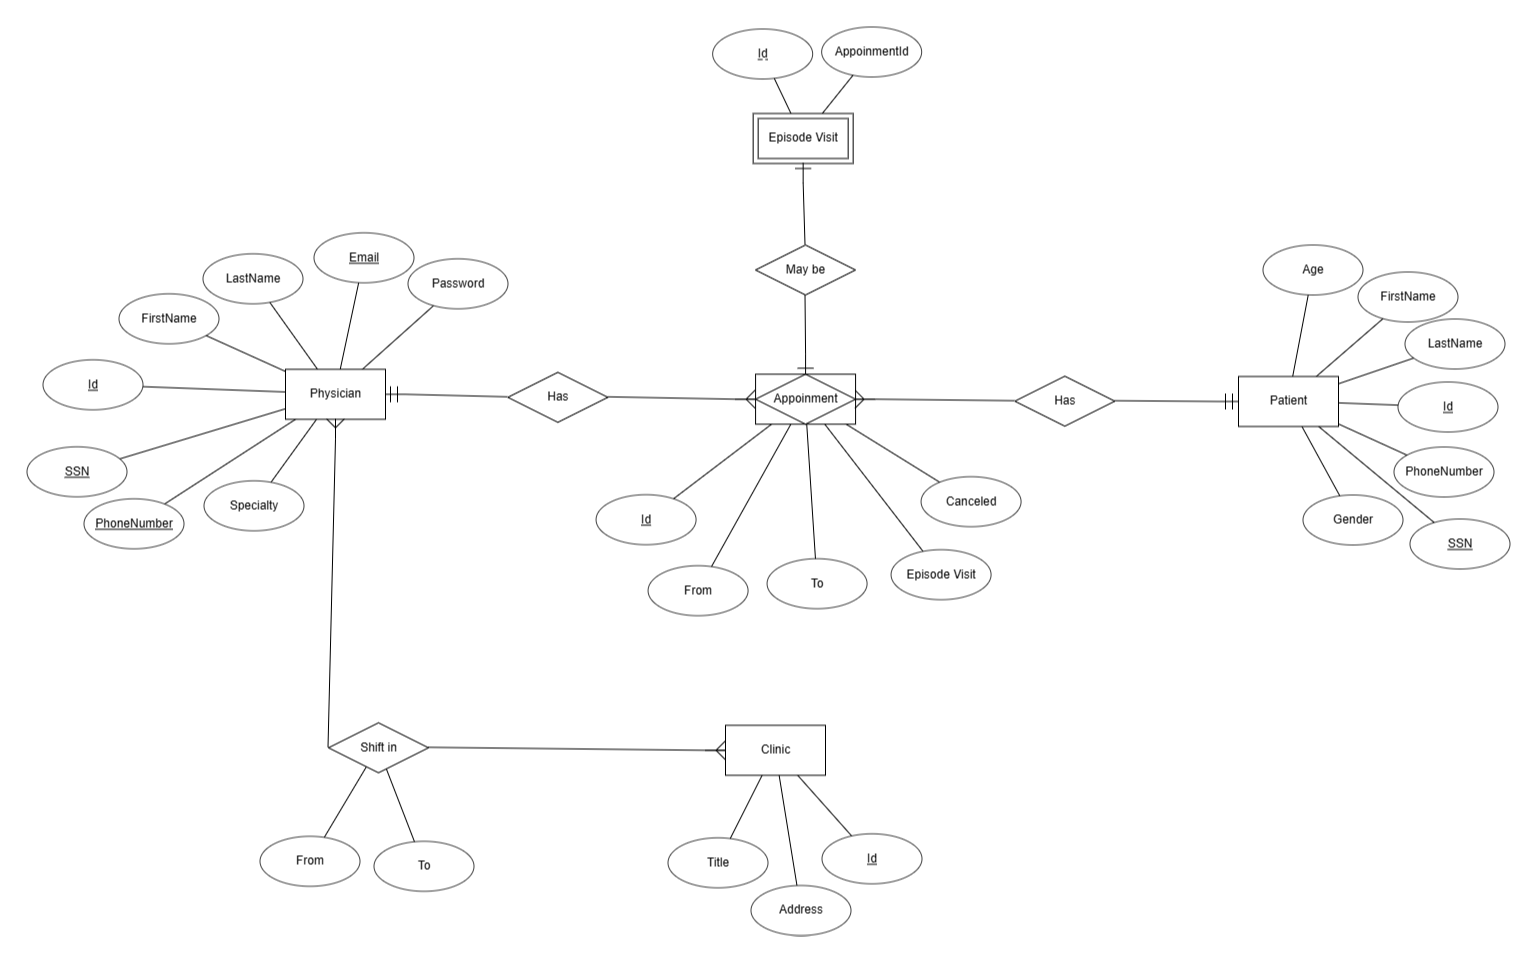 Id
AppoinmentId
Episode Visit
May be
Email
LastName
Password
FirstName
Id
Physician
SSN
PhoneNumber
Specialty
Has
Appoinment
Has
Id
From
To
Episode Visit
Canceled
Age
FirstName
LastName
Patient
Id
PhoneNumber
Gender
SSN
Shift in
From
To
Clinic
Title
Address
Id